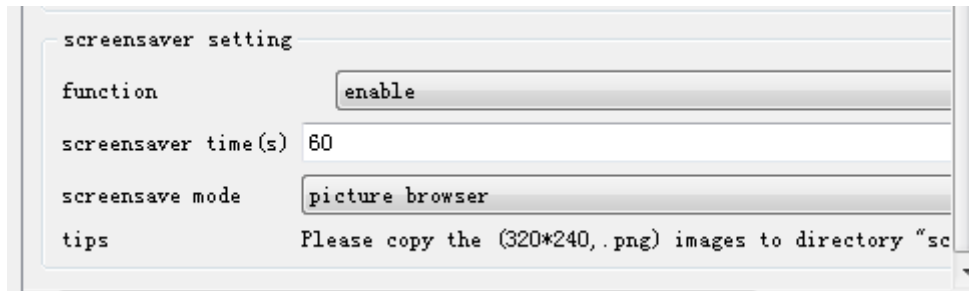 screensaver setting
function enable
screensaver time(s) 60
screensave mode picture browser
tips Please copy the (320*240,.png) images to directory "sc